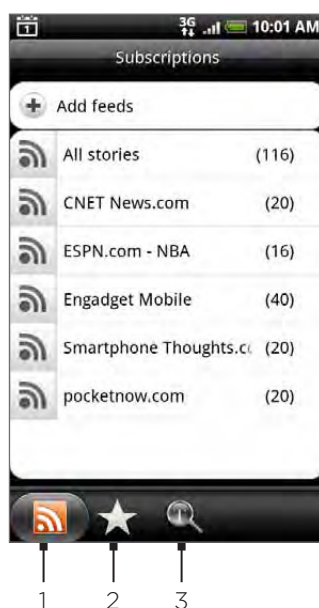 1
3G 10:01 AM
Subscriptions
Add feeds
All stories (116)
CNET News.com (20)
ESPN.com - NBA (16)
Engadget Mobile (40)
Smartphone Thoughts.c (20)
pocketnow.com (20)
1 2 3